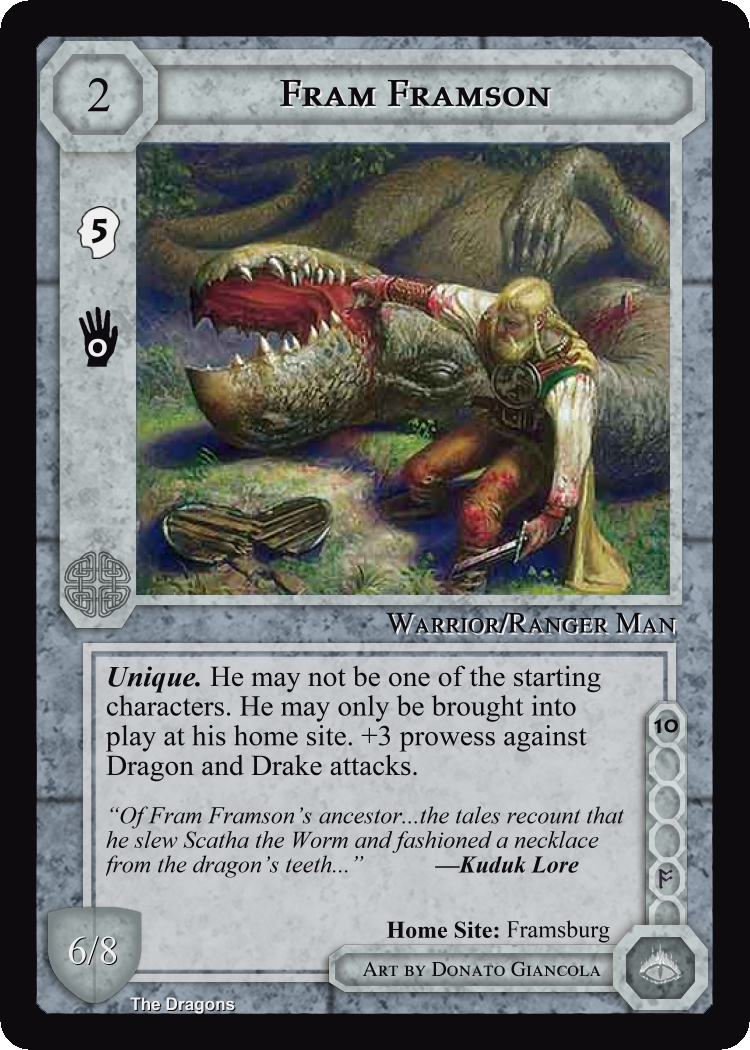 2
Fram Framson
5
0
Warrior/Ranger Man
Unique. He may not be one of the starting
characters. He may only be brought into
play at his home site. +3 prowess against
Dragon and Drake attacks.
10
“Of Fram Framson’s ancestor...the tales recount that
he slew Scatha the Worm and fashioned a necklace
from the dragon’s teeth...” —Kuduk Lore
ᚩ
Home Site: Framsburg
6/8
Art by Donato Giancola
The Dragons